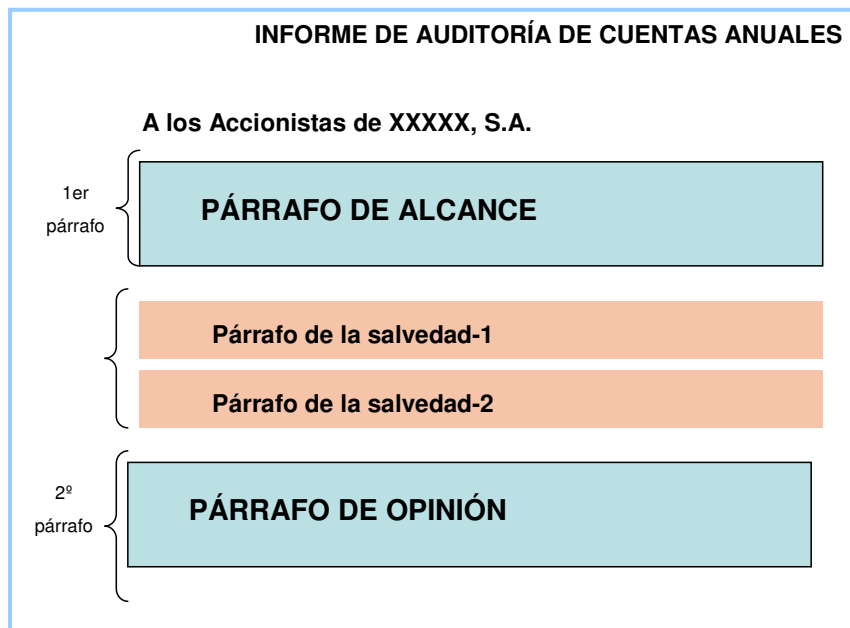 INFORME DE AUDITORÍA DE CUENTAS ANUALES
A los Accionistas de XXXXX, S.A.
1er
párrafo
PÁRRAFO DE ALCANCE
Párrafo de la salvedad-1
Párrafo de la salvedad-2
2º
párrafo
PÁRRAFO DE OPINIÓN